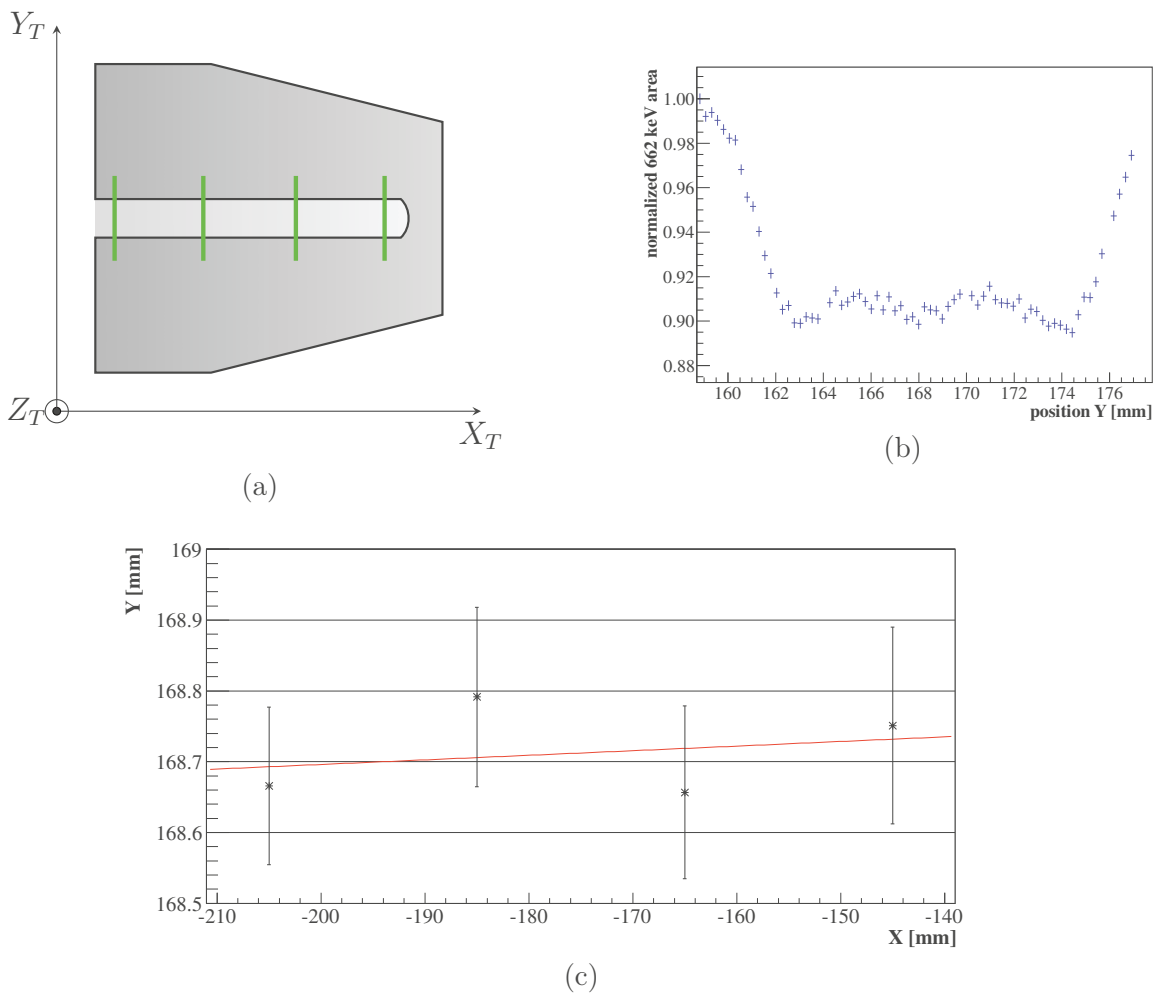 Y_T
Z_T
X_T
(a)
normalized 662 keV area
1.00
0.98
0.96
0.94
0.92
0.90
0.88
160 162 164 166 168 170 172 174 176
position Y [mm]
(b)
Y [mm]
169
168.9
168.8
168.7
168.6
168.5
-210 -200 -190 -180 -170 -160 -150 -140
X [mm]
(c)